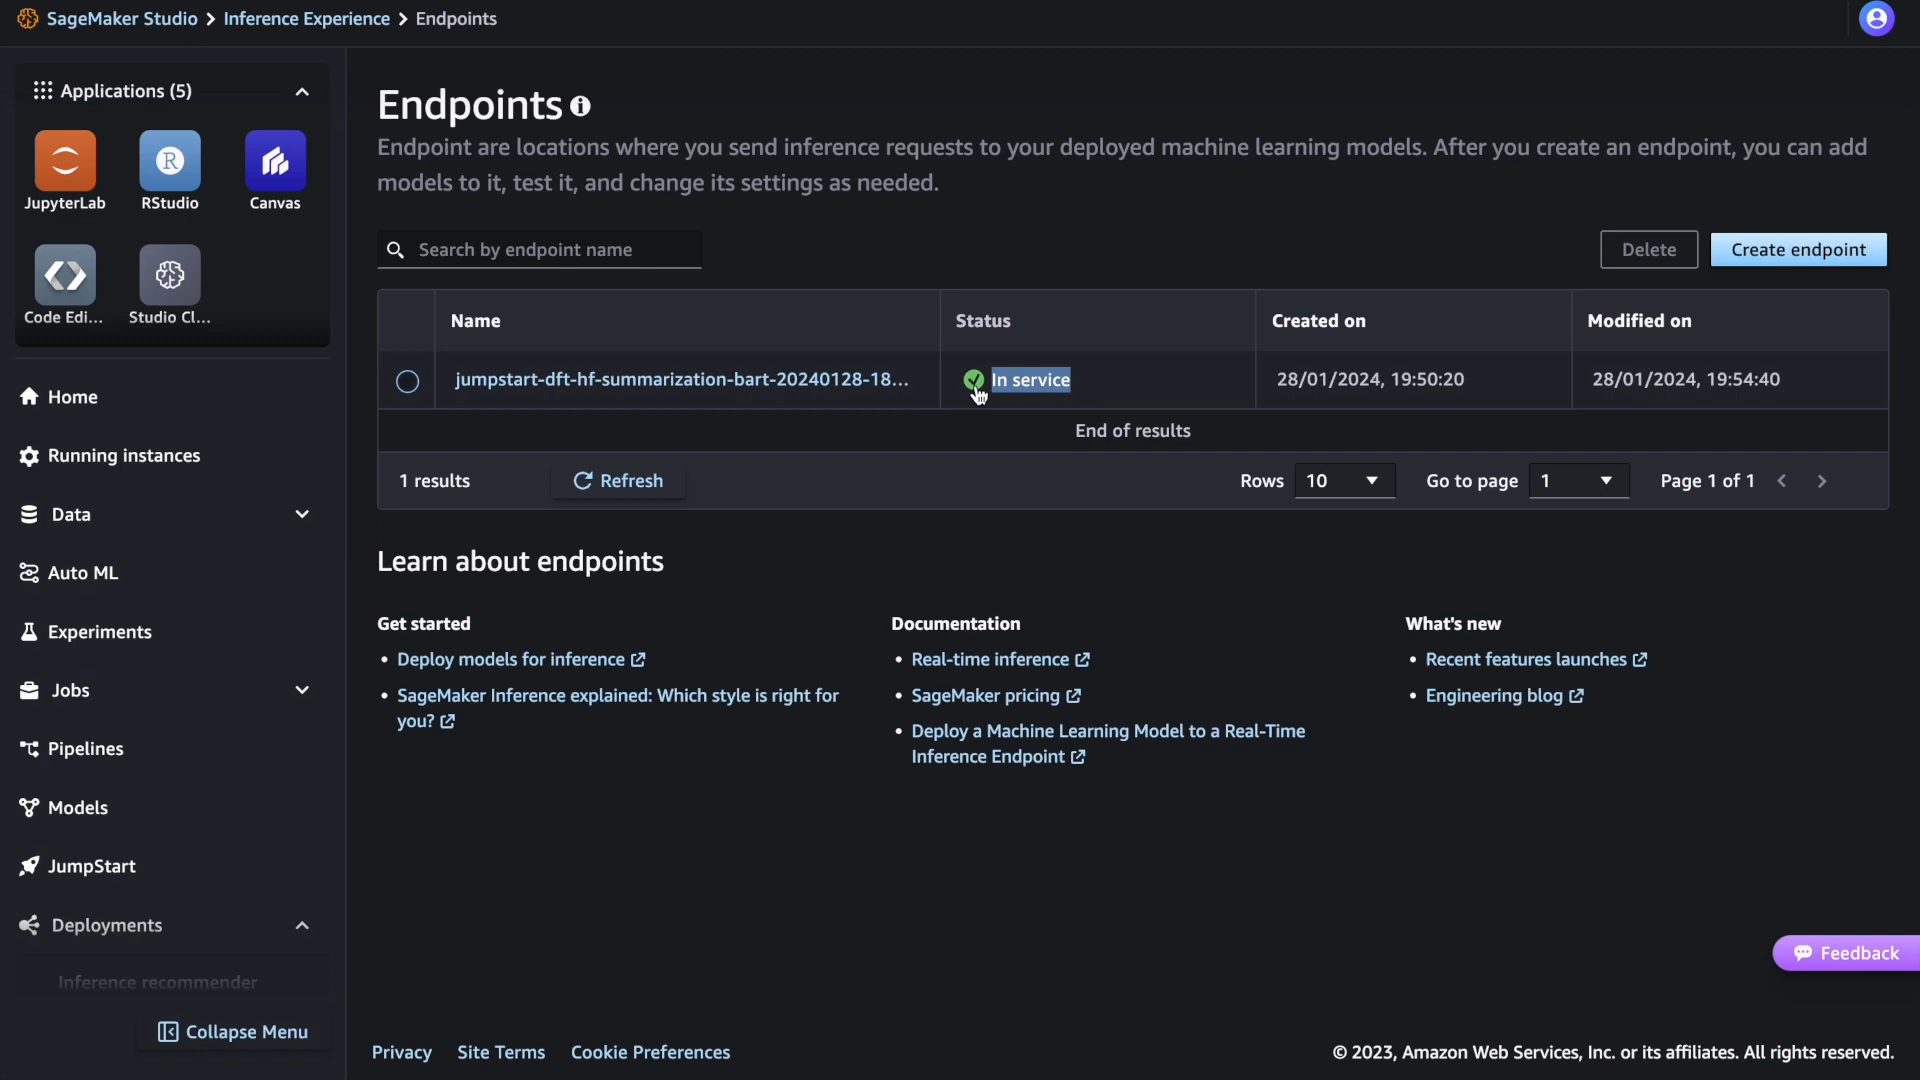 SageMaker Studio > Inference Experience > Endpoints
Applications (5)
JupyterLab
RStudio
Canvas
Code Edi...
Studio Cl...
Home
Running instances
Data
Auto ML
Experiments
Jobs
Pipelines
Models
JumpStart
Deployments
Inference recommender
Collapse Menu
Endpoints
Endpoint are locations where you send inference requests to your deployed machine learning models. After you create an endpoint, you can add
models to it, test it, and change its settings as needed.
Search by endpoint name
Delete
Create endpoint
Name Status Created on Modified on
jumpstart-dft-hf-summarization-bart-20240128-18... In service 28/01/2024, 19:50:20 28/01/2024, 19:54:40
End of results
1 results Refresh Rows 10 Go to page 1 Page 1 of 1
Learn about endpoints
Get started
Deploy models for inference
SageMaker Inference explained: Which style is right for
you?
Documentation
Real-time inference
SageMaker pricing
Deploy a Machine Learning Model to a Real-Time
Inference Endpoint
What's new
Recent features launches
Engineering blog
Feedback
Privacy Site Terms Cookie Preferences
© 2023, Amazon Web Services, Inc. or its affiliates. All rights reserved.